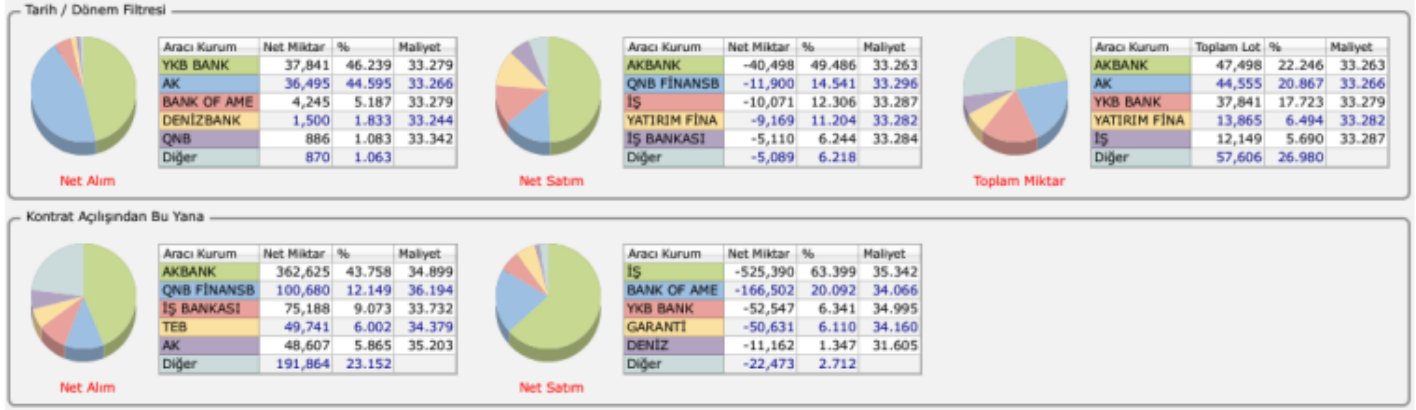 Tarih / Dönem Filtresi
Aracı Kurum Net Miktar % Maliyet
YKB BANK 37,841 46.239 33.279
AK 36,495 44.595 33.266
BANK OF AME 4,245 5.187 33.279
DENİZBANK 1,500 1.833 33.244
QNB 886 1.083 33.342
Diğer 870 1.063
Net Alım
Aracı Kurum Net Miktar % Maliyet
AKBANK -40,498 49.486 33.263
QNB FİNANSB -11,900 14.541 33.296
İŞ -10,071 12.306 33.287
YATIRIM FİNA -9,169 11.204 33.282
İŞ BANKASI -5,110 6.244 33.284
Diğer -5,089 6.218
Net Satım
Aracı Kurum Toplam Lot % Maliyet
AKBANK 47,498 22.246 33.263
AK 44,555 20.867 33.266
YKB BANK 37,841 17.723 33.279
YATIRIM FİNA 13,865 6.494 33.282
İŞ 12,149 5.690 33.287
Diğer 57,606 26.980
Toplam Miktar
Kontrat Açılışından Bu Yana
Aracı Kurum Net Miktar % Maliyet
AKBANK 362,625 43.758 34.899
QNB FİNANSB 100,680 12.149 36.194
İŞ BANKASI 75,188 9.073 33.732
TEB 49,741 6.002 34.379
AK 48,607 5.865 35.203
Diğer 191,864 23.152
Net Alım
Aracı Kurum Net Miktar % Maliyet
İŞ -525,390 63.399 35.342
BANK OF AME -166,502 20.092 34.066
YKB BANK -52,547 6.341 34.995
GARANTİ -50,631 6.110 34.160
DENİZ -11,162 1.347 31.605
Diğer -22,473 2.712
Net Satım